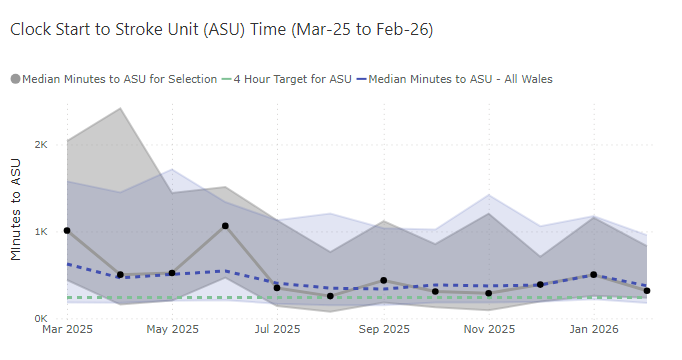 Clock Start to Stroke Unit (ASU) Time (Mar-25 to Feb-26)
Median Minutes to ASU for Selection 4 Hour Target for ASU Median Minutes to ASU - All Wales
Minutes to ASU
2K
1K
0K
Mar 2025 May 2025 Jul 2025 Sep 2025 Nov 2025 Jan 2026